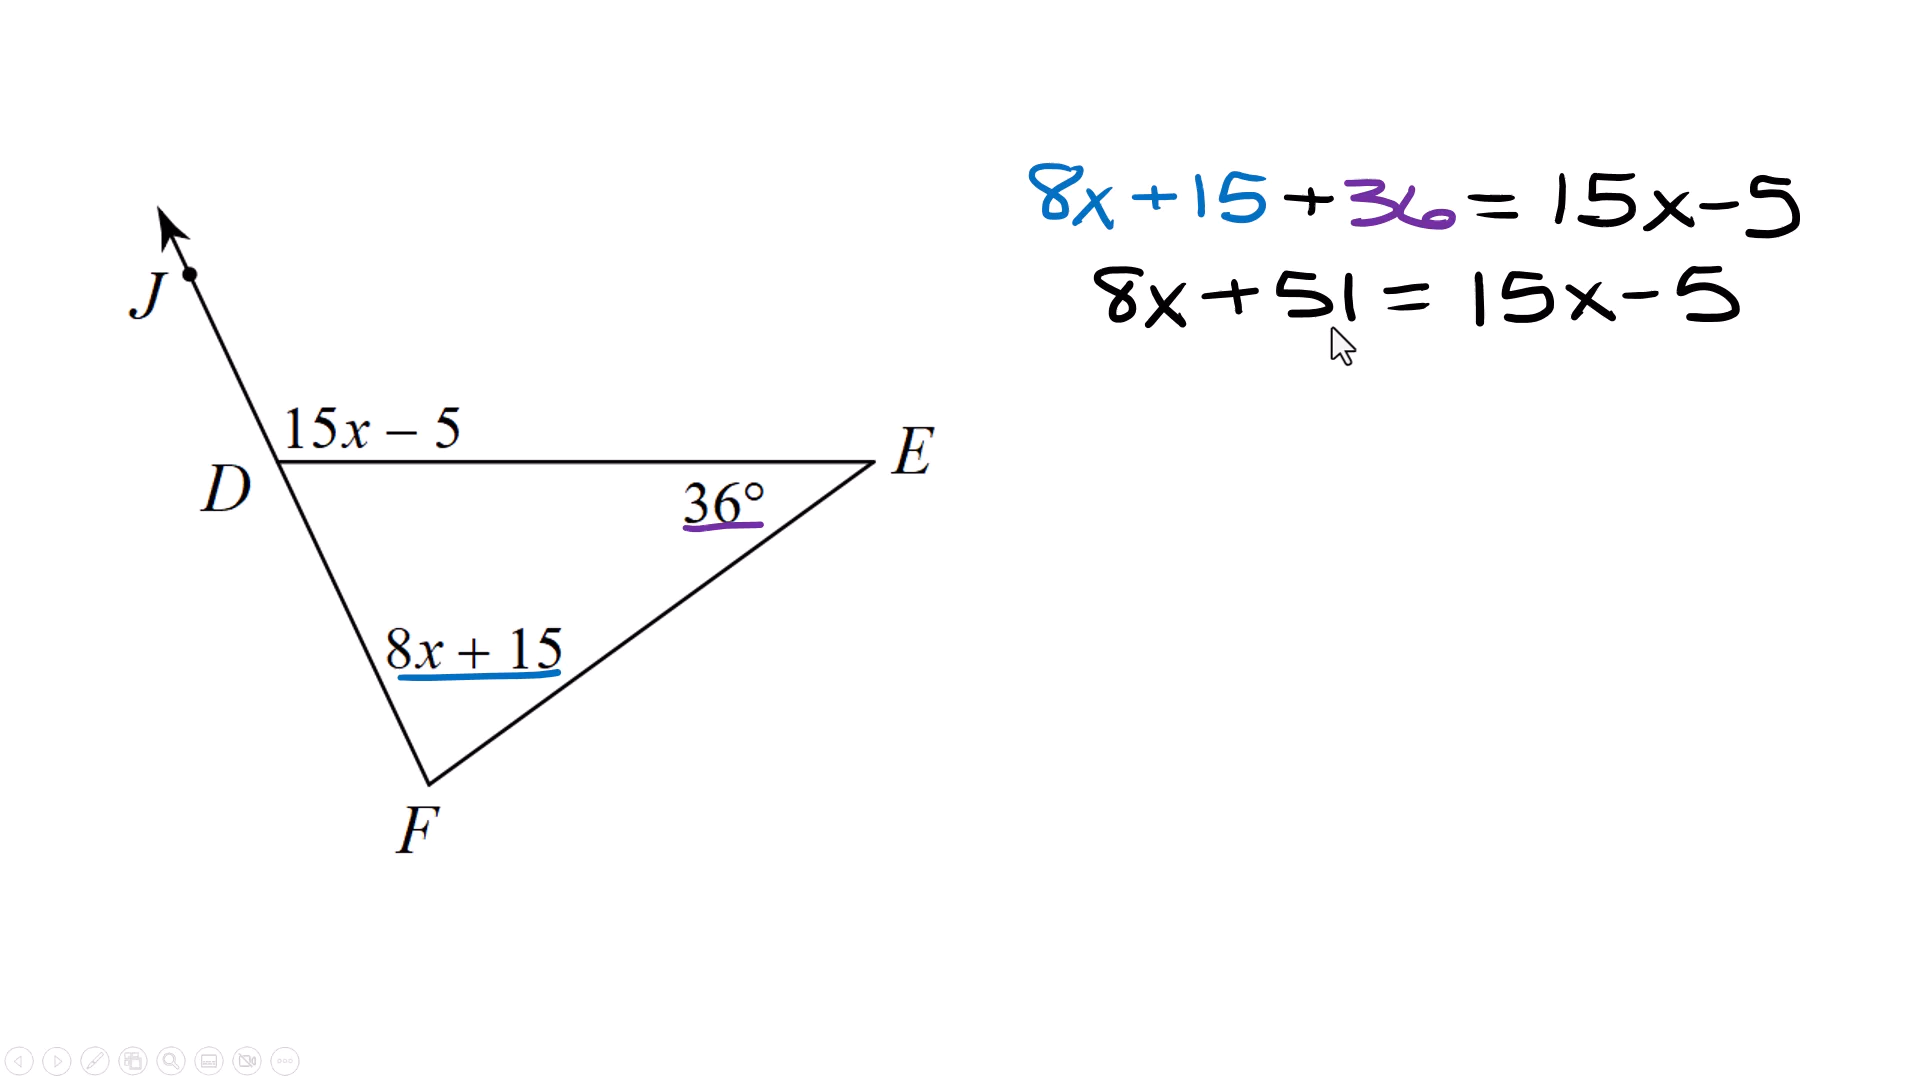 8x + 15 + 36 = 15x - 5
8x + 51 = 15x - 5
J
15x – 5
D
E
36°
8x + 15
F